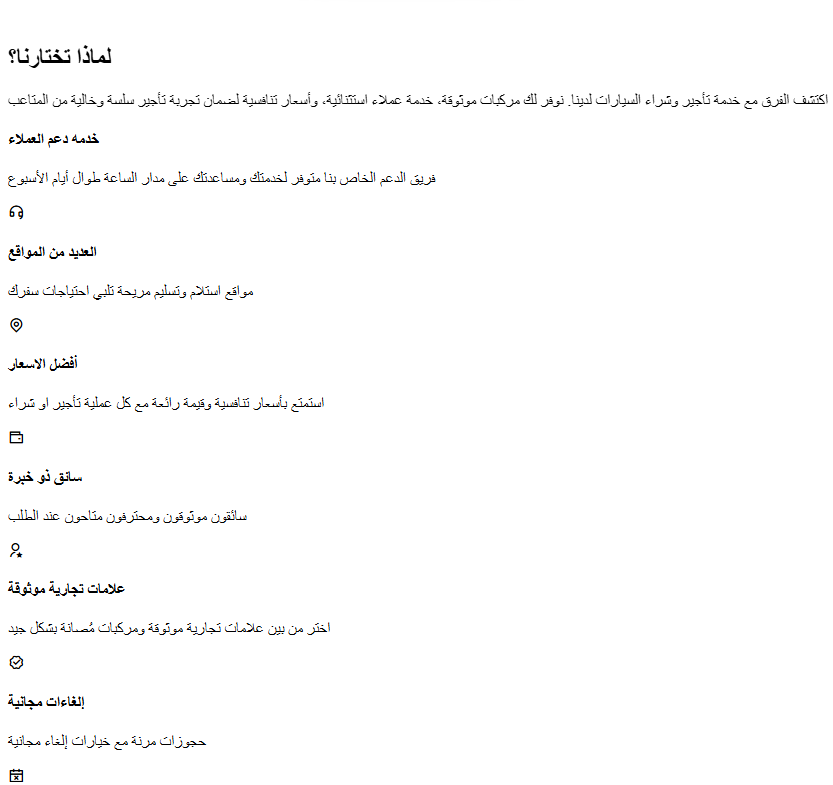 لماذا تختارنا؟
اكتشف الفرق مع خدمة تأجير وشراء السيارات لدينا. نوفر لك مركبات موثوقة، خدمة عملاء استثنائية، وأسعار تنافسية لضمان تجربة تأجير سلسة وخالية من المتاعب
خدمه دعم العملاء
فريق الدعم الخاص بنا متوفر لخدمتك ومساعدتك على مدار الساعة طوال أيام الأسبوع
العديد من المواقع
مواقع استلام وتسليم مريحة تلبي احتياجات سفرك
أفضل الاسعار
استمتع بأسعار تنافسية وقيمة رائعة مع كل عملية تأجير او شراء
سائق ذو خبرة
سائقون موثوقون ومحترفون متاحون عند الطلب
علامات تجارية موثوقة
اختر من بين علامات تجارية موثوقة ومركبات مُصانة بشكل جيد
إلغاءات مجانية
حجوزات مرنة مع خيارات إلغاء مجانية